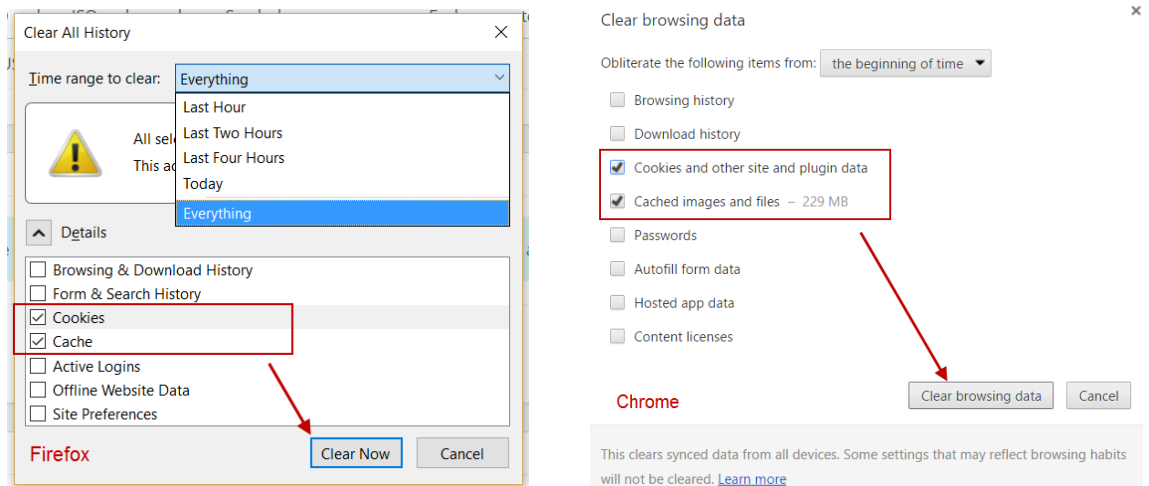 Clear All History
Time range to clear: Everything
Last Hour
Last Two Hours
Last Four Hours
Today
Everything
All
This
Details
Browsing & Download History
Form & Search History
Cookies
Cache
Active Logins
Offline Website Data
Site Preferences
Firefox
Clear Now Cancel
Clear browsing data
Obliterate the following items from: the beginning of time
Browsing history
Download history
Cookies and other site and plugin data
Cached images and files – 229 MB
Passwords
Autofill form data
Hosted app data
Content licenses
Chrome
Clear browsing data Cancel
This clears synced data from all devices. Some settings that may reflect browsing habits
will not be cleared. Learn more